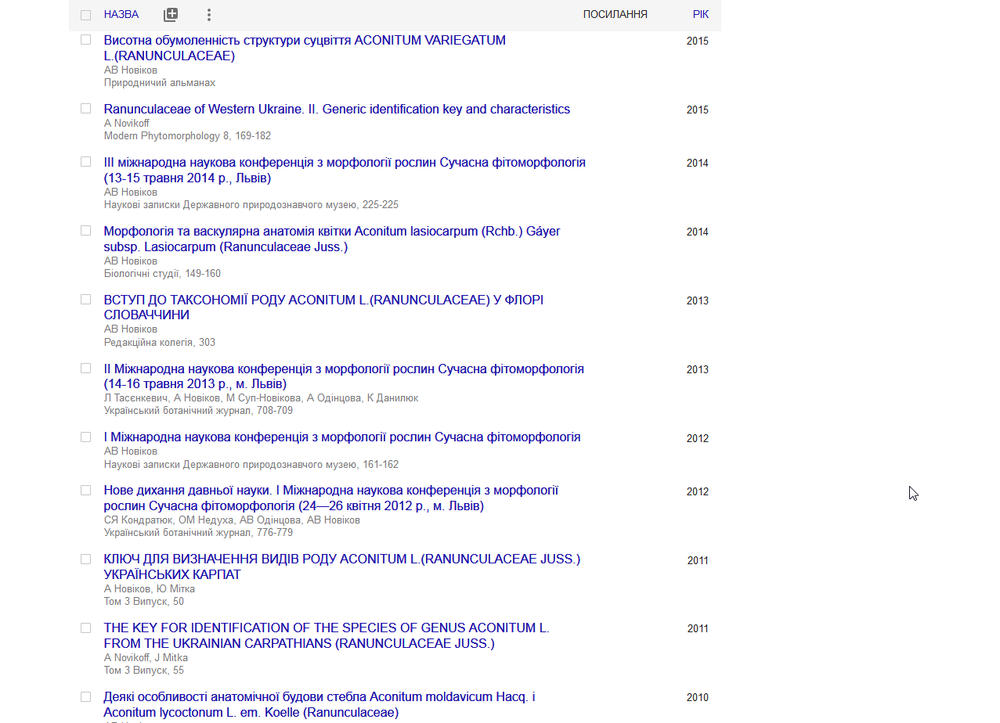 НАЗВА ПОСИЛАННЯ РІК
Висотна обумоленність структури суцвіття ACONITUM VARIEGATUM 2015
L.(RANUNCULACEAE)
АВ Новіков
Природничий альманах
Ranunculaceae of Western Ukraine. II. Generic identification key and characteristics 2015
A Novikoff
Modern Phytomorphology 8, 169-182
III міжнародна наукова конференція з морфології рослин Сучасна фітоморфологія 2014
(13-15 травня 2014 р., Львів)
АВ Новіков
Наукові записки Державного природознавчого музею, 225-225
Морфологія та васкулярна анатомія квітки Aconitum lasiocarpum (Rchb.) Gáyer 2014
subsp. Lasiocarpum (Ranunculaceae Juss.)
АВ Новіков
Біологічні студії, 149-160
ВСТУП ДО ТАКСОНОМІЇ РОДУ ACONITUM L.(RANUNCULACEAE) У ФЛОРІ 2013
СЛОВАЧЧИНИ
АВ Новіков
Редакційна колегія, 303
II Міжнародна наукова конференція з морфології рослин Сучасна фітоморфологія 2013
(14-16 травня 2013 р., м. Львів)
Л Тасєнкевич, А Новіков, М Суп-Новікова, А Одінцова, К Данилюк
Український ботанічний журнал, 708-709
I Міжнародна наукова конференція з морфології рослин Сучасна фітоморфологія 2012
АВ Новіков
Наукові записки Державного природознавчого музею, 161-162
Нове дихання давньої науки. I Міжнародна наукова конференція з морфології 2012
рослин Сучасна фітоморфологія (24—26 квітня 2012 р., м. Львів)
СЯ Кондратюк, ОМ Недуха, АВ Одінцова, АВ Новіков
Український ботанічний журнал, 776-779
КЛЮЧ ДЛЯ ВИЗНАЧЕННЯ ВИДІВ РОДУ ACONITUM L.(RANUNCULACEAE JUSS.) 2011
УКРАЇНСЬКИХ КАРПАТ
А Новіков, Ю Мітка
Том 3 Випуск, 50
THE KEY FOR IDENTIFICATION OF THE SPECIES OF GENUS ACONITUM L. 2011
FROM THE UKRAINIAN CARPATHIANS (RANUNCULACEAE JUSS.)
A Novikoff, J Mitka
Том 3 Випуск, 55
Деякі особливості анатомічної будови стебла Aconitum moldavicum Hacq. і 2010
Aconitum lycoctonum L. em. Koelle (Ranunculaceae)